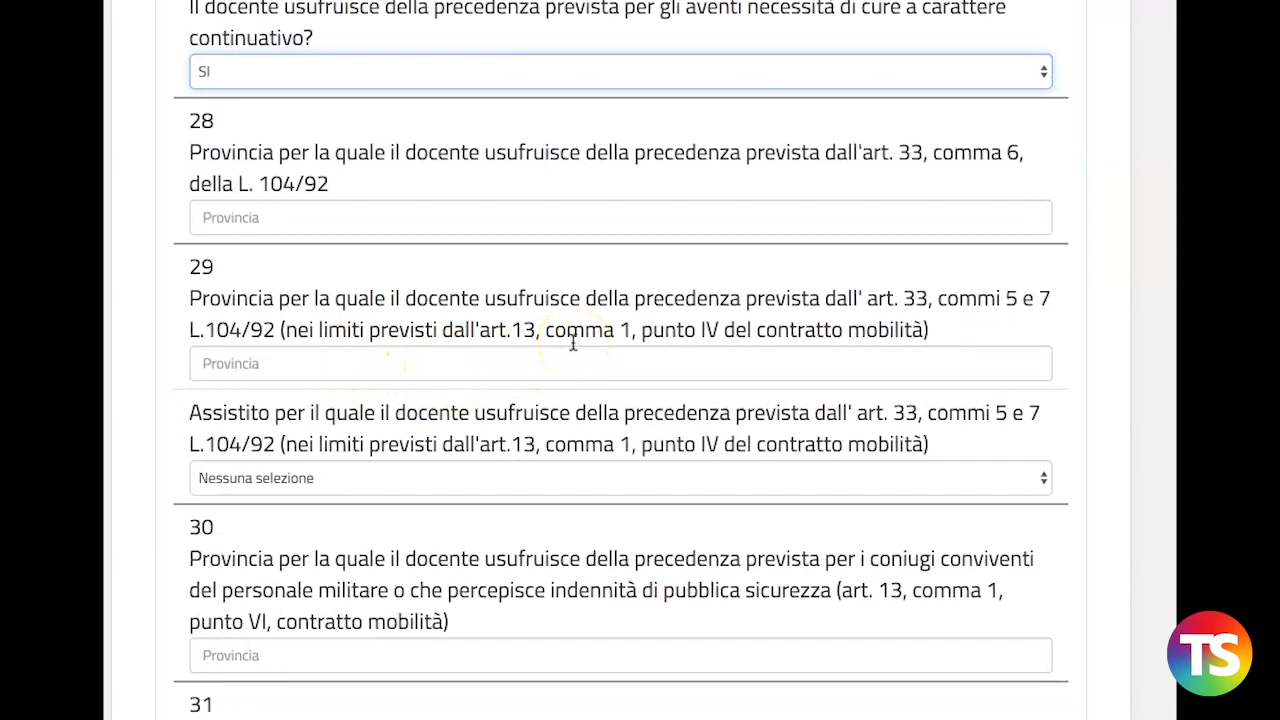 Il docente usufruisce della precedenza prevista per gli aventi necessità di cure a carattere
continuativo?
SI
28
Provincia per la quale il docente usufruisce della precedenza prevista dall'art. 33, comma 6,
della L. 104/92
Provincia
29
Provincia per la quale il docente usufruisce della precedenza prevista dall' art. 33, commi 5 e 7
L.104/92 (nei limiti previsti dall'art.13, comma 1, punto IV del contratto mobilità)
Provincia
Assistito per il quale il docente usufruisce della precedenza prevista dall' art. 33, commi 5 e 7
L.104/92 (nei limiti previsti dall'art.13, comma 1, punto IV del contratto mobilità)
Nessuna selezione
30
Provincia per la quale il docente usufruisce della precedenza prevista per i coniugi conviventi
del personale militare o che percepisce indennità di pubblica sicurezza (art. 13, comma 1,
punto VI, contratto mobilità)
Provincia
31
TS